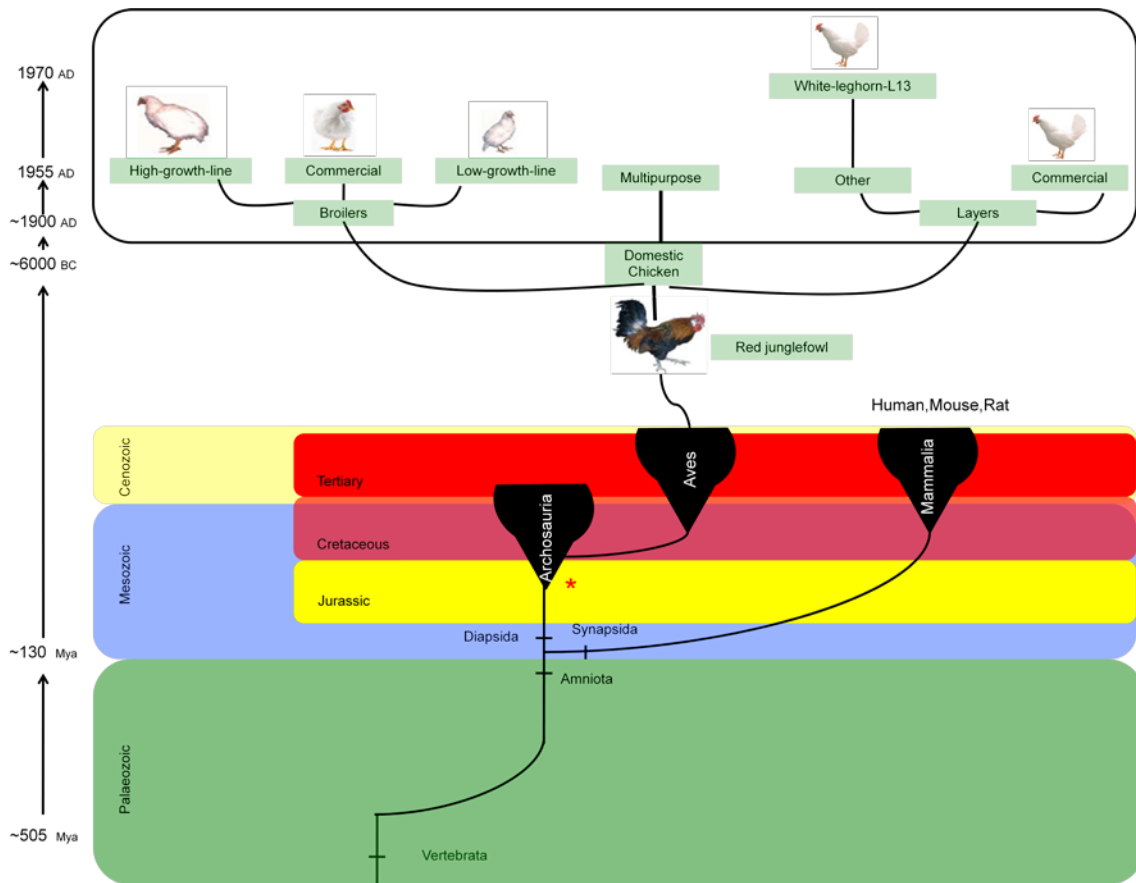 1970 AD
White-leghorn-L13
1955 AD
High-growth-line
Commercial
Low-growth-line
Multipurpose
Other
Commercial
~1900 AD
Broilers
Layers
~6000 BC
Domestic
Chicken
Red junglefowl
Human,Mouse,Rat
Cenozoic
Tertiary
Aves
Mammalia
Mesozoic
Cretaceous
Archosauria
*
Jurassic
Diapsida
Synapsida
~130 Mya
Amniota
Palaeozoic
~505 Mya
Vertebrata